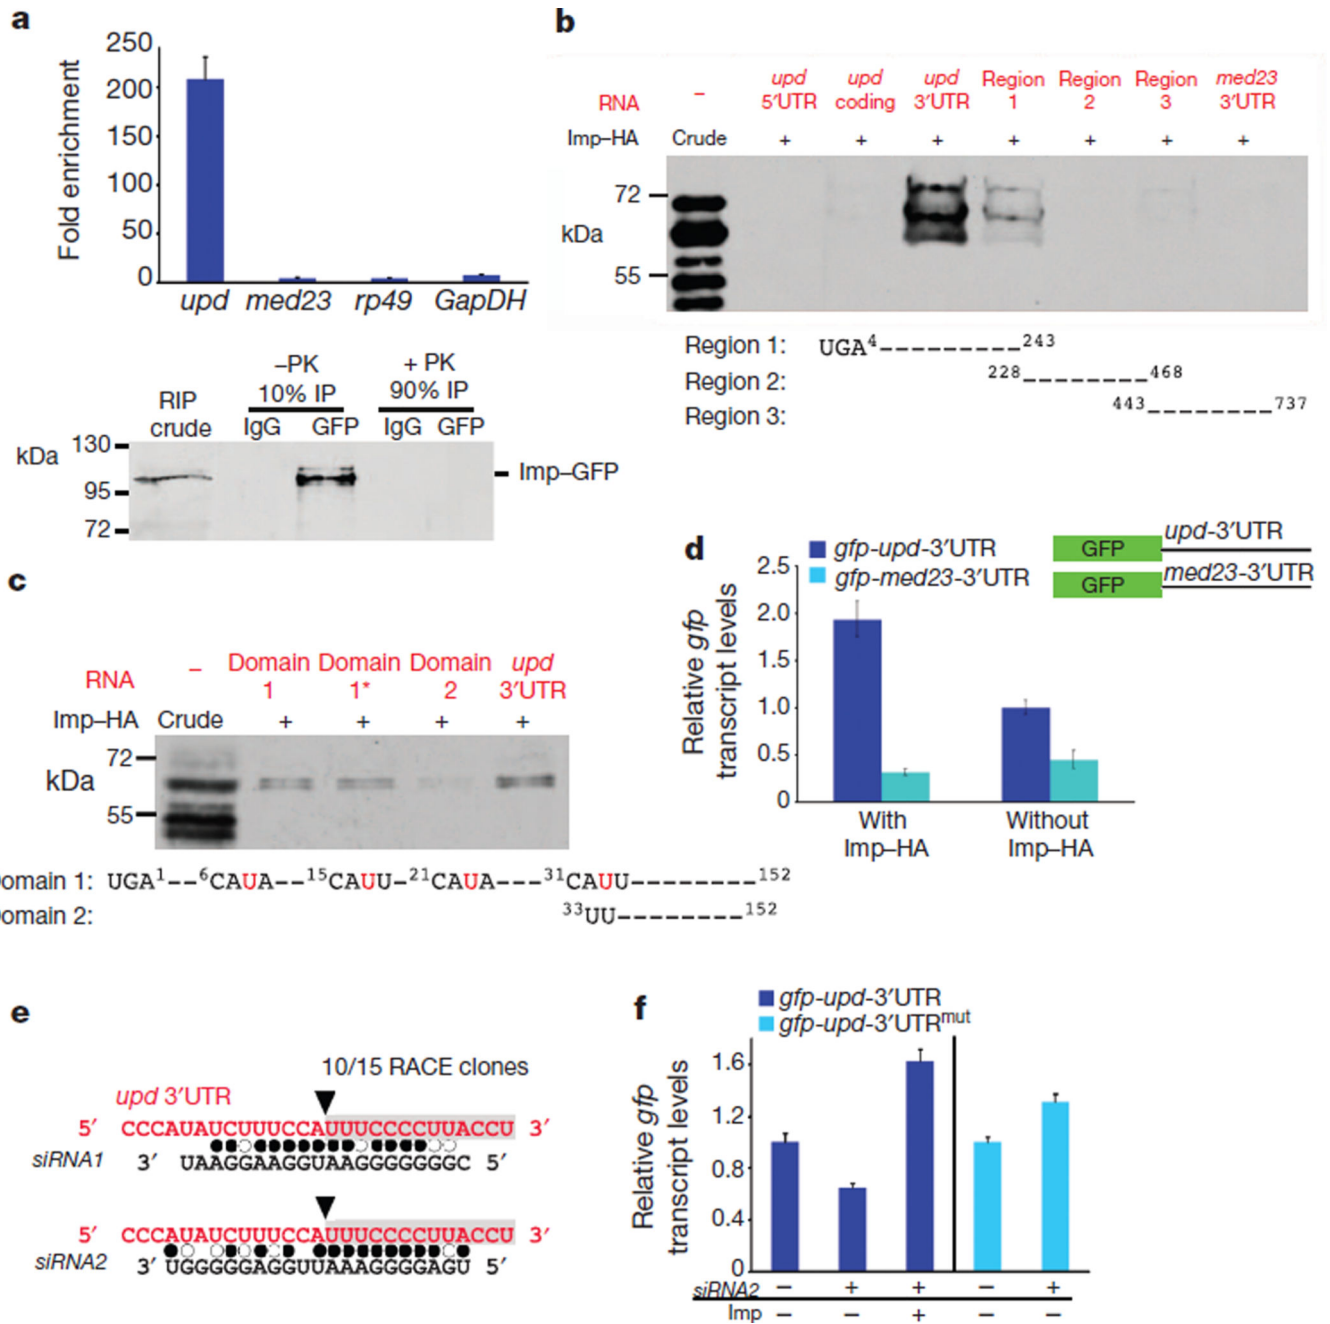 a
Fold enrichment
250
200
150
100
50
0
upd med23 rp49 GapDH
RIP crude
–PK
10% IP
+ PK
90% IP
IgG GFP IgG GFP
kDa
130
95
72
Imp–GFP
b
RNA – upd 5′UTR upd coding upd 3′UTR Region 1 Region 2 Region 3 med23 3′UTR
Imp–HA Crude + + + + + + +
72
kDa
55
Region 1: UGA4--------------------243
Region 2: 228-----------------468
Region 3: 443-----------------737
c
RNA – Domain 1 Domain 1* Domain 2 upd 3′UTR
Imp–HA Crude + + + +
72
kDa
55
omain 1: UGA1--6CAUA--15CAUU-21CAUA---31CAUU---------152
omain 2: 33UU---------152
d
gfp-upd-3′UTR
gfp-med23-3′UTR
GFP upd-3′UTR
GFP med23-3′UTR
Relative gfp transcript levels
2.5
2.0
1.5
1.0
0.5
0
With Imp–HA
Without Imp–HA
e
10/15 RACE clones
upd 3′UTR
5′ CCCAUAUCUUUCCAUUUCCCCUUACCU 3′
siRNA1 3′ UAAGGAAGGUAAGGGGGGGC 5′
5′ CCCAUAUCUUUCCAUUUCCCCUUACCU 3′
siRNA2 3′ UGGGGGAGGUUAAAGGGGAGU 5′
f
gfp-upd-3′UTR
gfp-upd-3′UTRmut
Relative gfp transcript levels
1.6
1.2
0.8
0.4
0
siRNA2 – + + – +
Imp – – + – –